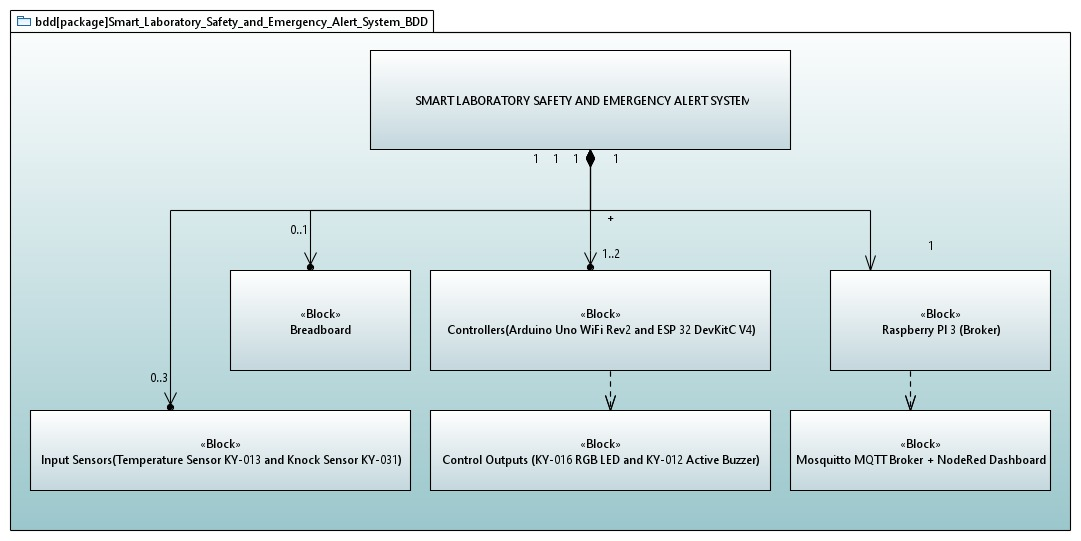 bdd[package]Smart_Laboratory_Safety_and_Emergency_Alert_System_BDD
SMART LABORATORY SAFETY AND EMERGENCY ALERT SYSTEM
1 1 1 1
+
0..1
1..2
1
«Block»
Breadboard
«Block»
Controllers(Arduino Uno WiFi Rev2 and ESP 32 DevKitC V4)
«Block»
Raspberry PI 3 (Broker)
0..3
«Block»
Input Sensors(Temperature Sensor KY-013 and Knock Sensor KY-031)
«Block»
Control Outputs (KY-016 RGB LED and KY-012 Active Buzzer)
«Block»
Mosquitto MQTT Broker + NodeRed Dashboard